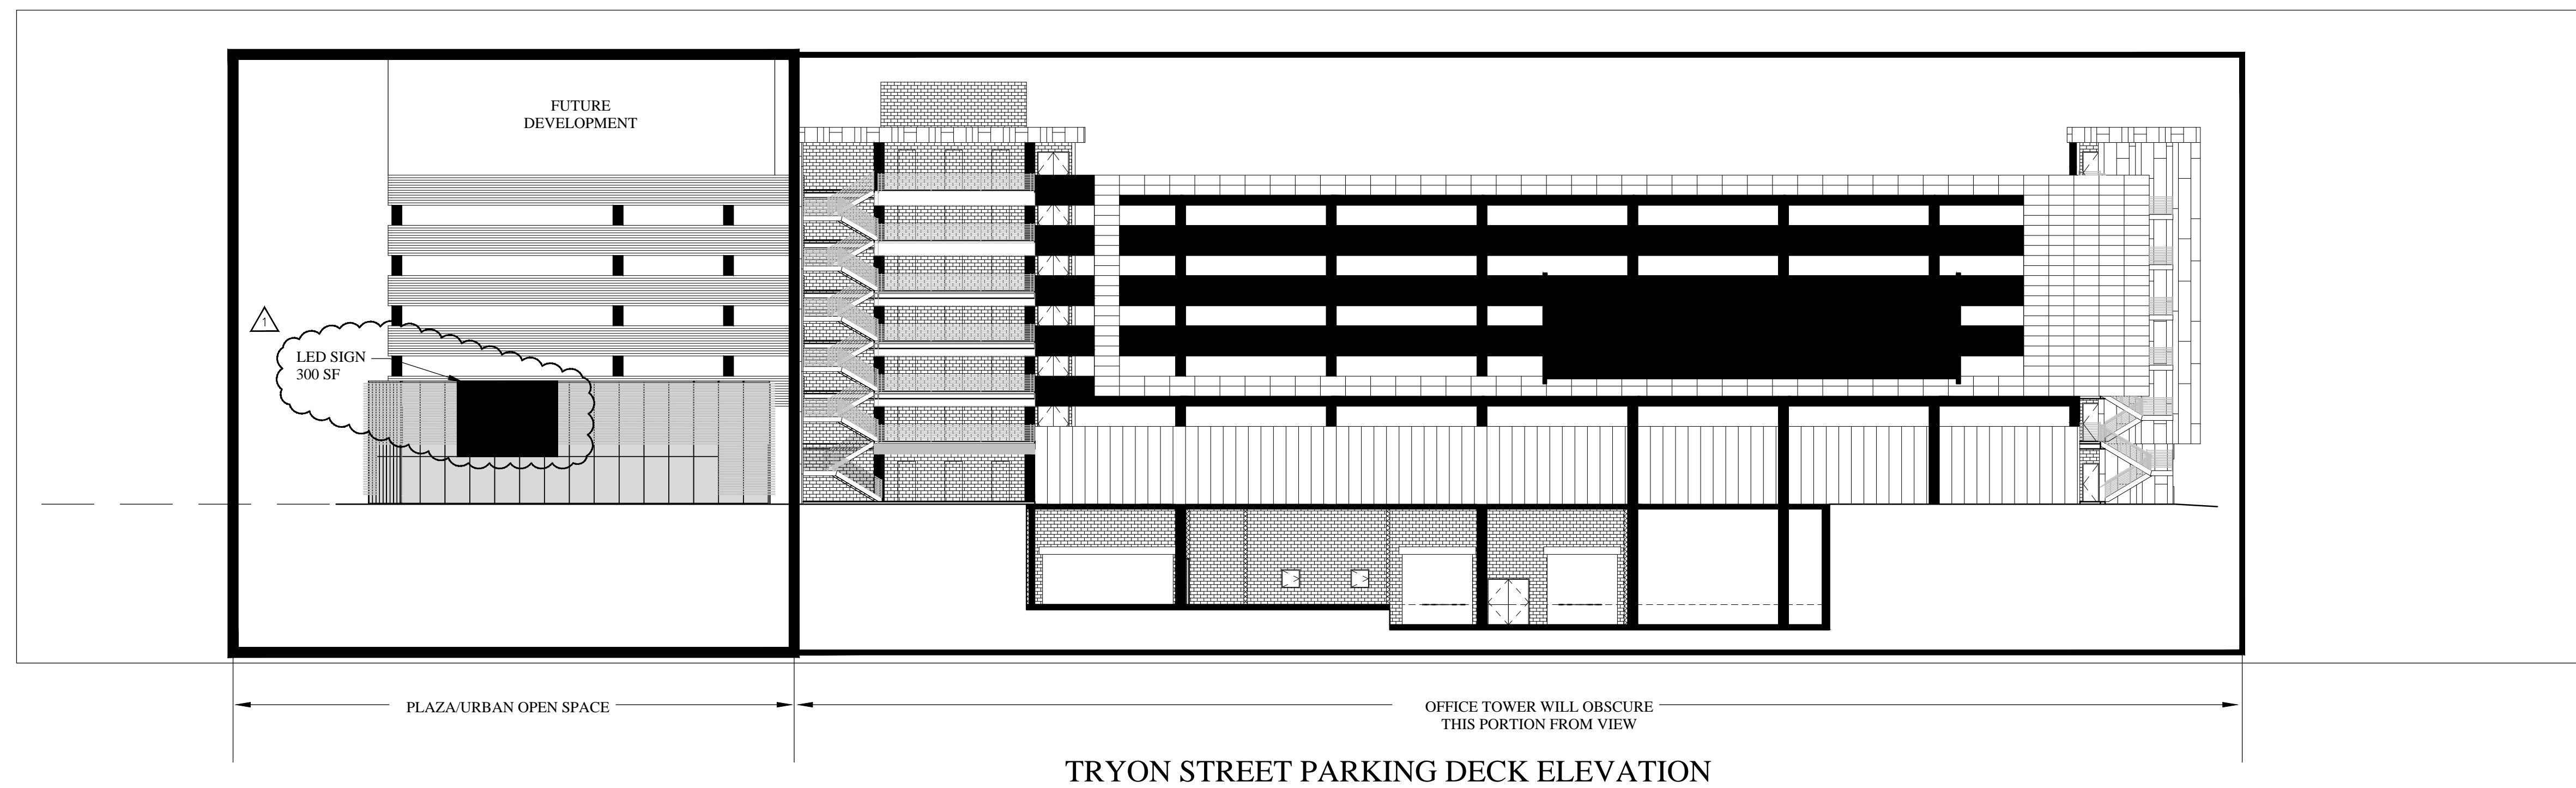 FUTURE
DEVELOPMENT
1
LED SIGN
300 SF
PLAZA/URBAN OPEN SPACE
OFFICE TOWER WILL OBSCURE
THIS PORTION FROM VIEW
TRYON STREET PARKING DECK ELEVATION